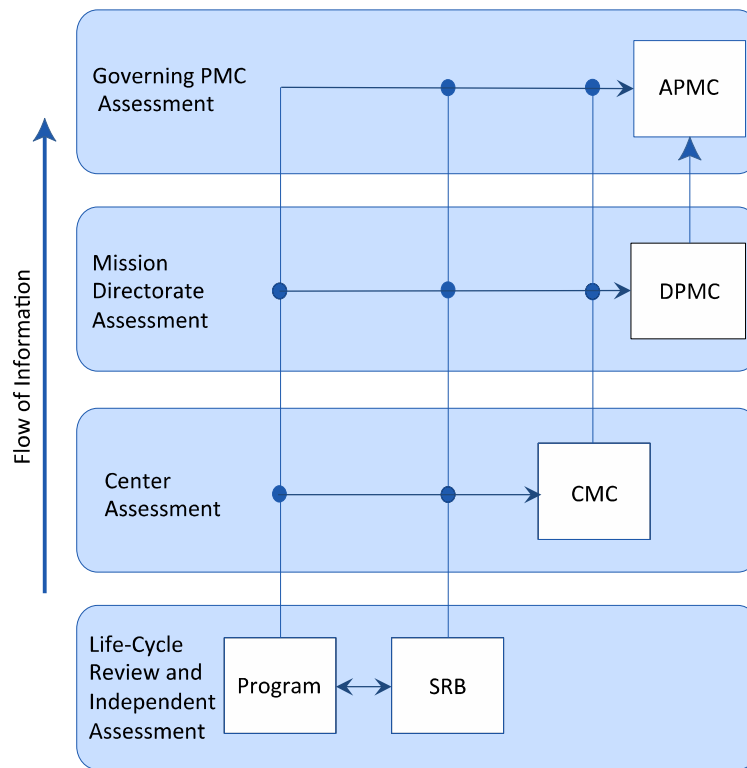 Governing PMC
Assessment
APMC
Mission
Directorate
Assessment
DPMC
Flow of Information
Center
Assessment
CMC
Life-Cycle
Review and
Independent
Assessment
Program
SRB